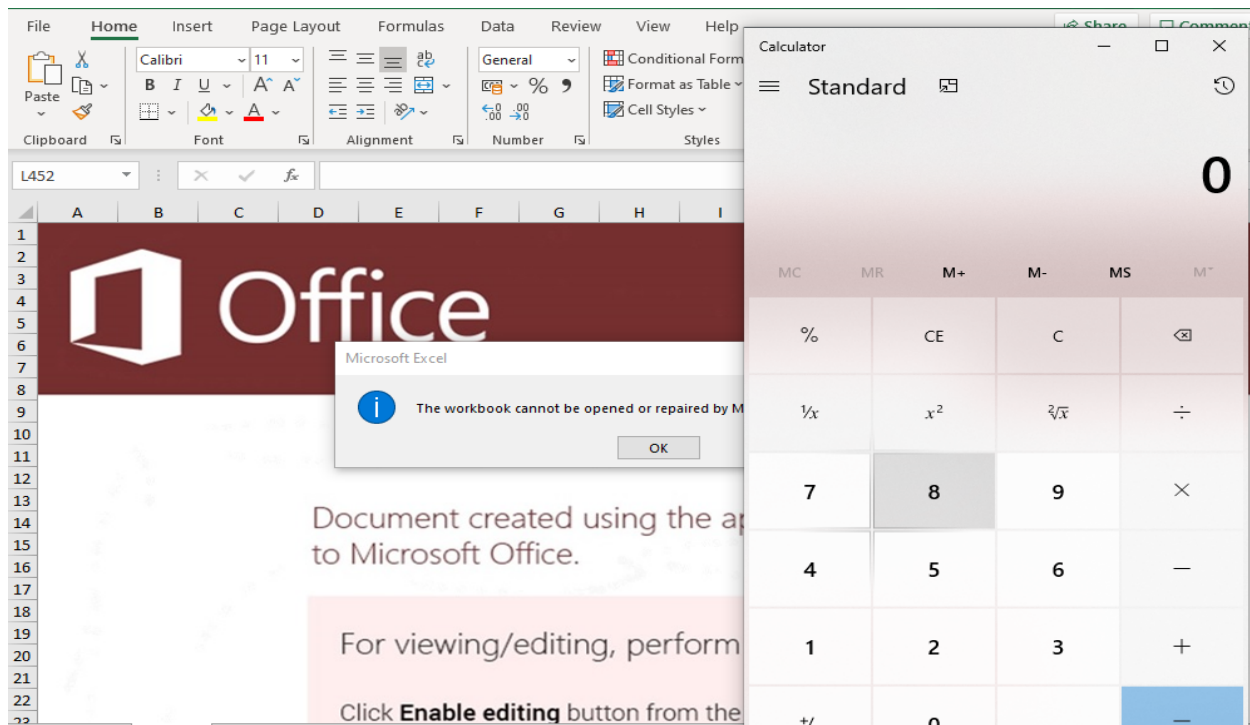 File Home Insert Page Layout Formulas Data Review View Help Share
Calculator
Calibri 11 General Conditional Form
Standard
Paste B I U A A % 9 Format as Table
Cell Styles
Clipboard Font Alignment Number Styles
L452 fx
0
A B C D E F G H I
1
2
3
4
5
6
7
8
9
10
11
12
13
14
15
16
17
18
19
20
21
22
23
Office
Microsoft Excel
The workbook cannot be opened or repaired by M
OK
Document created using the ap
to Microsoft Office.
For viewing/editing, perform
Click Enable editing button from the
MC MR M+ M- MS M
% CE C
1/x x² ²√x ÷
7 8 9 ×
4 5 6 −
1 2 3 +
+/ 0